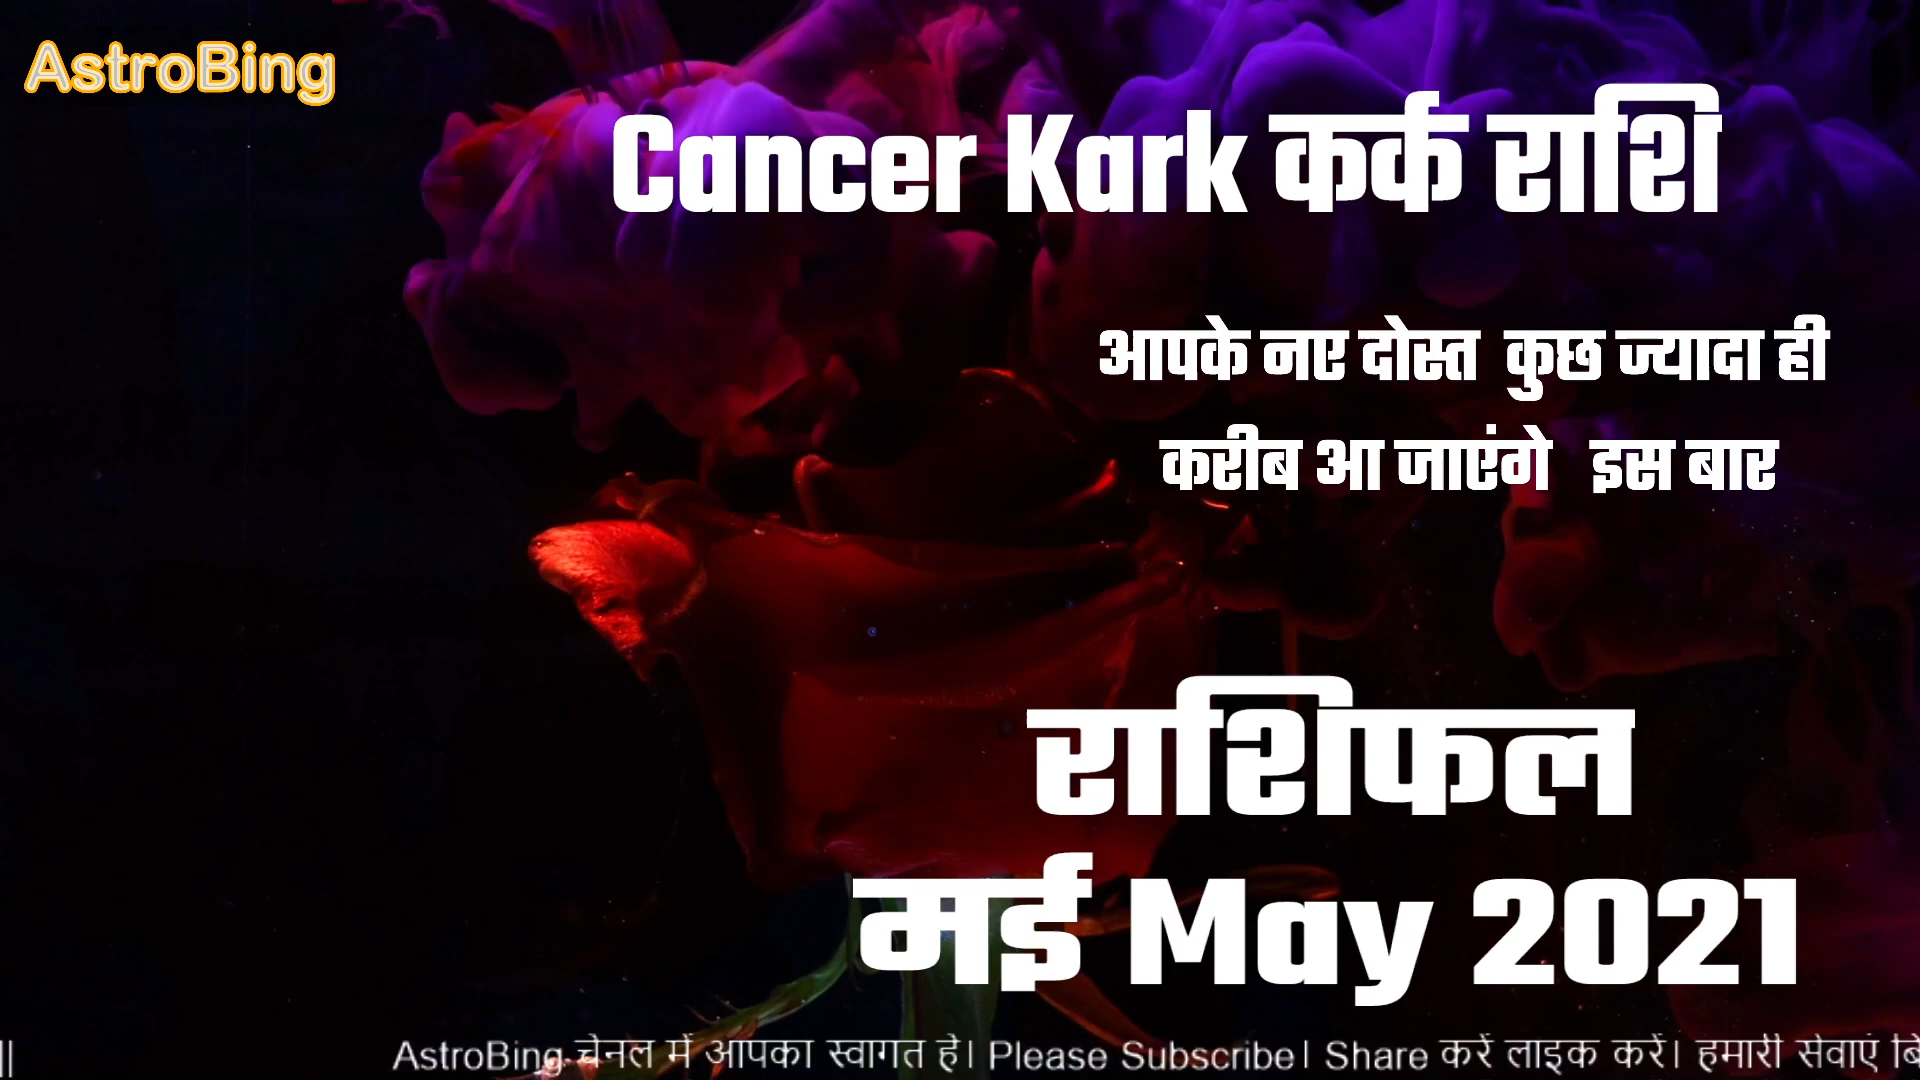 AstroBing
Cancer Kark कर्क राशि
आपके नए दोस्त कुछ ज्यादा ही
करीब आ जाएंगे इस बार
राशिफल
मई May 2021
|| AstroBing चेनल में आपका स्वागत हे। Please Subscribe। Share करें लाइक करें। हमारी सेवाएं